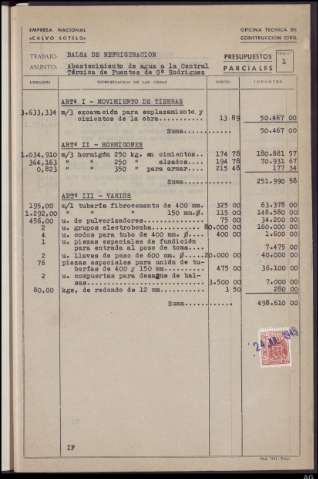 EMPRESA NACIONAL
«CALVO SOTELO»
OFICINA TECNICA DE
CONSTRUCCION CIVIL
TRABAJO: BALSA DE REFRIGERACION
ASUNTO: Abastecimiento de agua a la Central
Térmica de Puentes de Gª Rodriguez
PRESUPUESTOS
PARCIALES
1
ARTº I - MOVIMIENTO DE TIERRAS
3.633,334 m/3 excavación para emplazamiento y
cimientos de la obra 13 89 50.467 00
Suma 50.467 00
ARTº II - HORMIGONES
1.034,910 m/3 hormigón 250 kg. en cimientos.. 174 78 180.881 57
364,163 " " 250 " alzados 194 78 70.931 67
0,823 " " 350 " para armar 215 48 177 34
251.990 58
ARTº III - VARIOS
195,00 m/l tubería fibrocemento de 400 mm. 325 00 63.375 00
1.292,00 " " " 150 mm.Ø 115 00 148.580 00
456,00 u. de pulverizadores 75 00 34.200 00
2 u. grupos electrobomba 80.000 00 160.000 00
4 u. codos para tubo de 400 mm. Ø 400 00 1.600 00
1 u. piezas especiales de fundición
para entrada al pozo de toma 7.475 00
2 u. llaves de paso de 600 mm. Ø 20.000 00 40.000 00
76 piezas especiales para unión de tu-
berías de 400 y 150 mm. 475 00 36.100 00
2 u. compuertas para desagüe de bal-
sas 3.500 00 7.000 00
80,00 kgs. de redondo de 12 mm. 3 50 280 00
Suma 498.610 00
24 JUL 1945
IP